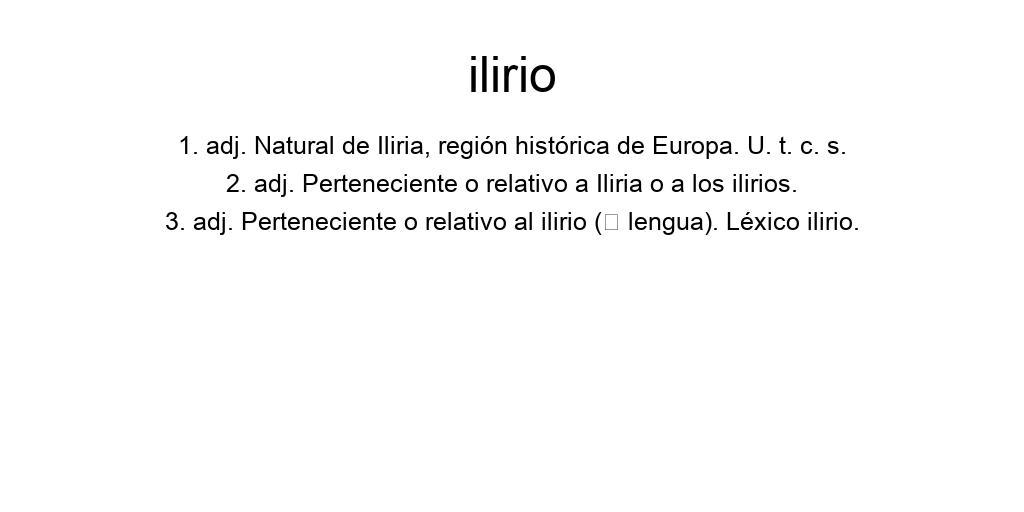 ilirio
1. adj. Natural de Iliria, región histórica de Europa. U. t. c. s.
2. adj. Perteneciente o relativo a Iliria o a los ilirios.
3. adj. Perteneciente o relativo al ilirio (□ lengua). Léxico ilirio.